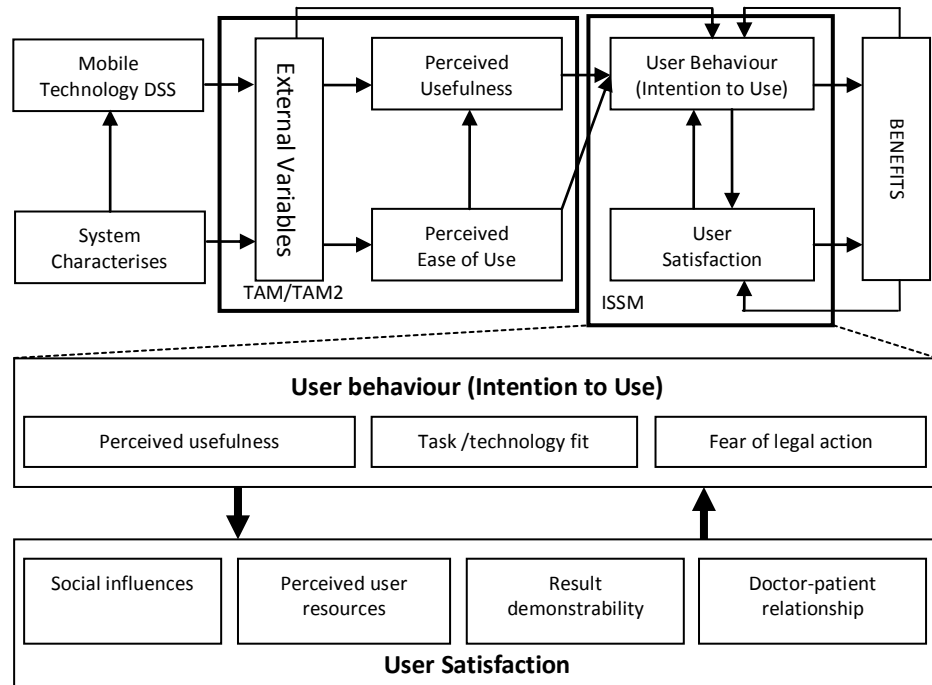 Mobile
Technology DSS
System
Characterises
External Variables
TAM/TAM2
Perceived
Usefulness
Perceived
Ease of Use
User Behaviour
(Intention to Use)
User
Satisfaction
ISSM
BENEFITS
User behaviour (Intention to Use)
Perceived usefulness
Task /technology fit
Fear of legal action
Social influences
Perceived user
resources
Result
demonstrability
Doctor-patient
relationship
User Satisfaction